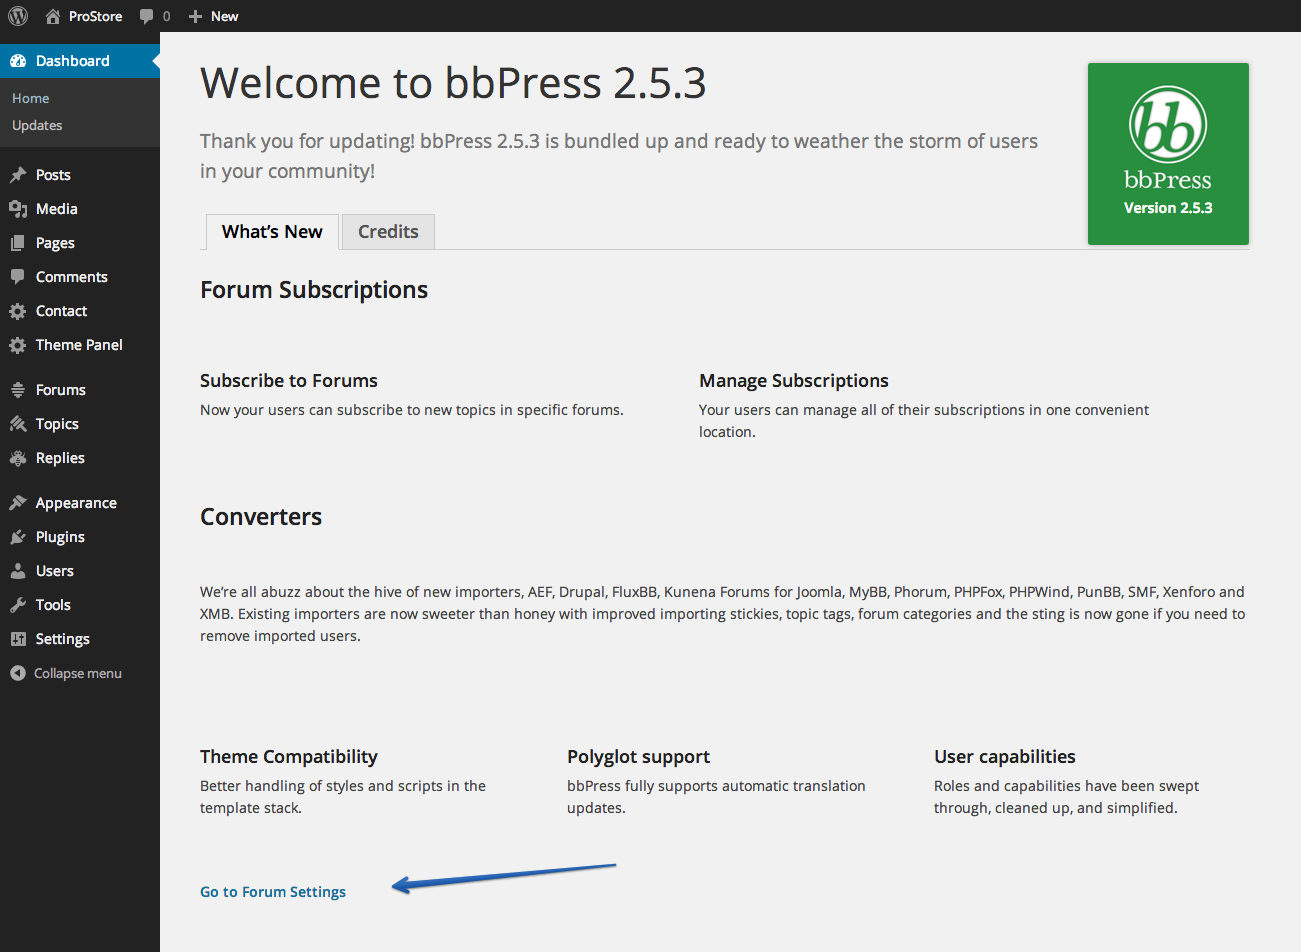 ProStore 0 New
Dashboard
Home
Updates
Posts
Media
Pages
Comments
Contact
Theme Panel
Forums
Topics
Replies
Appearance
Plugins
Users
Tools
Settings
Collapse menu
Welcome to bbPress 2.5.3
Thank you for updating! bbPress 2.5.3 is bundled up and ready to weather the storm of users
in your community!
bb
bbPress
Version 2.5.3
What's New Credits
Forum Subscriptions
Subscribe to Forums
Now your users can subscribe to new topics in specific forums.
Manage Subscriptions
Your users can manage all of their subscriptions in one convenient
location.
Converters
We're all abuzz about the hive of new importers, AEF, Drupal, FluxBB, Kunena Forums for Joomla, MyBB, Phorum, PHPFox, PHPWind, PunBB, SMF, Xenforo and
XMB. Existing importers are now sweeter than honey with improved importing stickies, topic tags, forum categories and the sting is now gone if you need to
remove imported users.
Theme Compatibility
Better handling of styles and scripts in the
template stack.
Polyglot support
bbPress fully supports automatic translation
updates.
User capabilities
Roles and capabilities have been swept
through, cleaned up, and simplified.
Go to Forum Settings